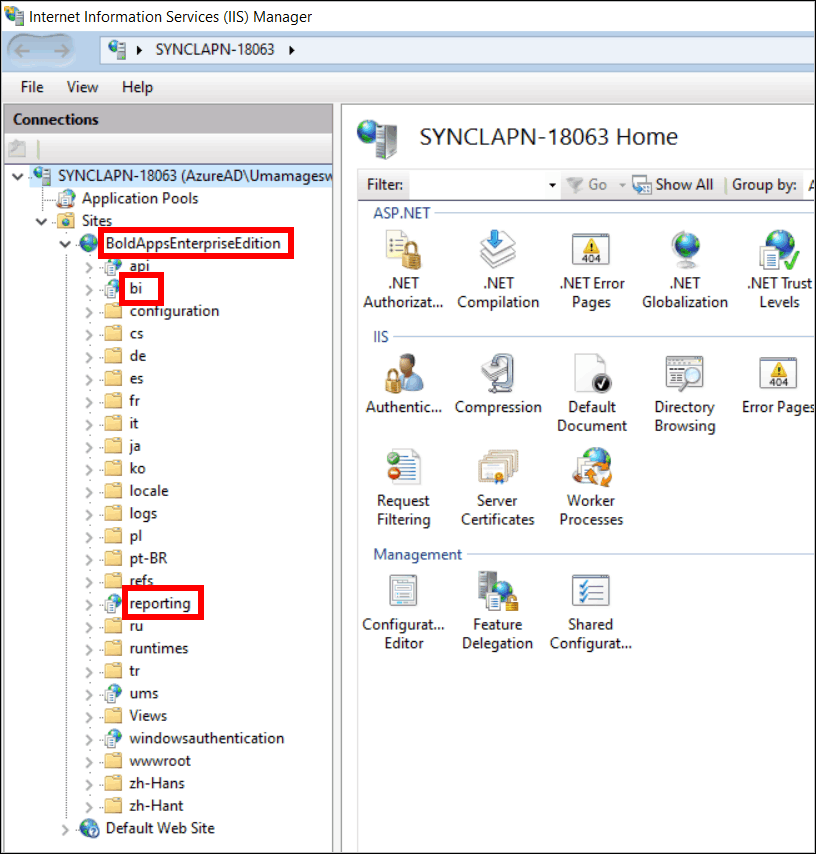 Internet Information Services (IIS) Manager
SYNCLAPN-18063
File View Help
Connections
SYNCLAPN-18063 (AzureAD\Umamagesw
Application Pools
Sites
BoldAppsEnterpriseEdition
api
bi
configuration
cs
de
es
fr
it
ja
ko
locale
logs
pl
pt-BR
refs
reporting
ru
runtimes
tr
ums
Views
windowsauthentication
wwwroot
zh-Hans
zh-Hant
Default Web Site
SYNCLAPN-18063 Home
Filter: Go Show All Group by: A
ASP.NET
.NET Authorizat...
.NET Compilation
404
.NET Error Pages
.NET Globalization
.NET Trust Levels
IIS
Authentic...
Compression
Default Document
Directory Browsing
404
Error Pages
Request Filtering
Server Certificates
Worker Processes
Management
Configurat... Editor
Feature Delegation
Shared Configurat...